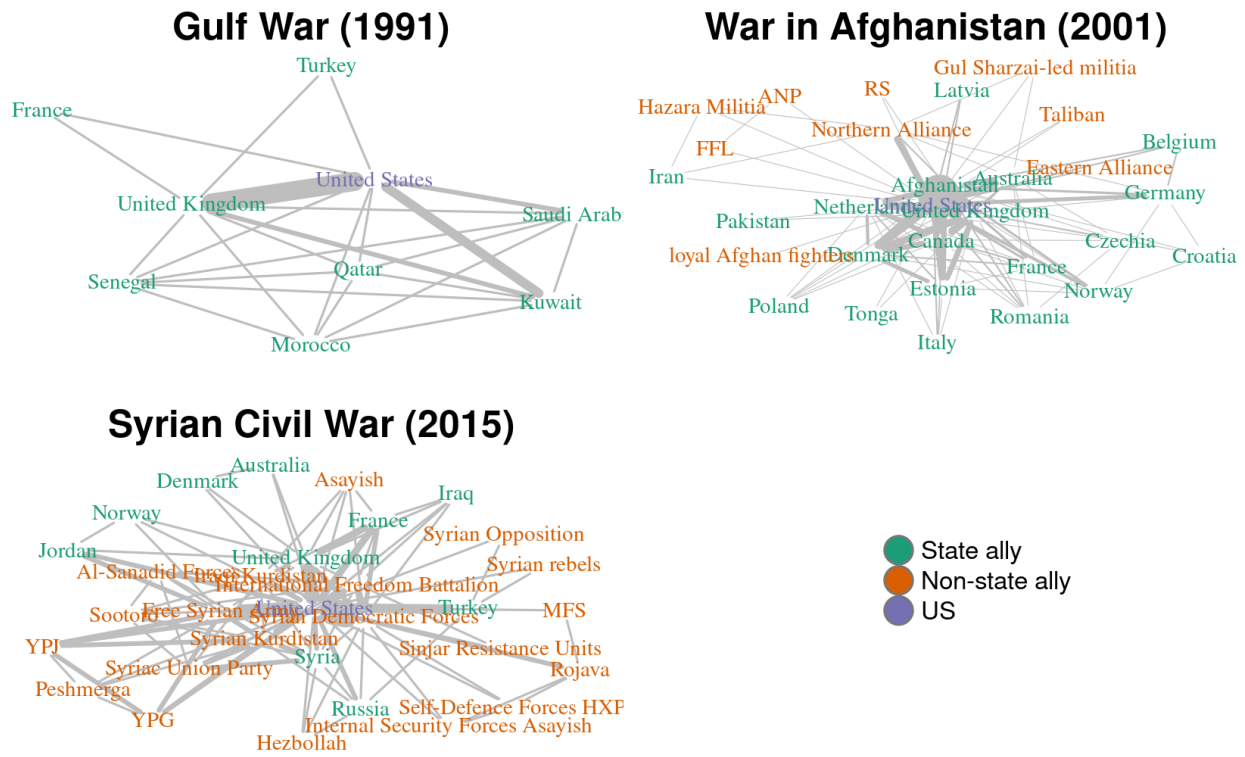 Gulf War (1991)
Turkey
France
United States
United Kingdom
Saudi Arab
Qatar
Senegal
Kuwait
Morocco
War in Afghanistan (2001)
Gul Sharzai-led militia
RS
Latvia
ANP
Hazara Militia
Taliban
Northern Alliance
Belgium
FFL
Eastern Alliance
Iran
Australia
Afghanistan
Germany
United States
United Kingdom
Pakistan
Canada
Czechia
loyal Afghan fighters
Denmark
Croatia
France
Estonia
Norway
Poland
Tonga
Romania
Italy
Syrian Civil War (2015)
Australia
Denmark
Asayish
Iraq
Norway
France
Syrian Opposition
Jordan
United Kingdom
Syrian rebels
Al-Sanadid Forces
Iraqi Kurdistan
International Freedom Battalion
Free Syrian Army
United States
Turkey
MFS
Sootoro
Syrian Democratic Forces
Syrian Kurdistan
YPJ
Sinjar Resistance Units
Syria
Syriac Union Party
Rojava
Peshmerga
Russia
Self-Defence Forces HXP
YPG
Internal Security Forces Asayish
Hezbollah
State ally
Non-state ally
US